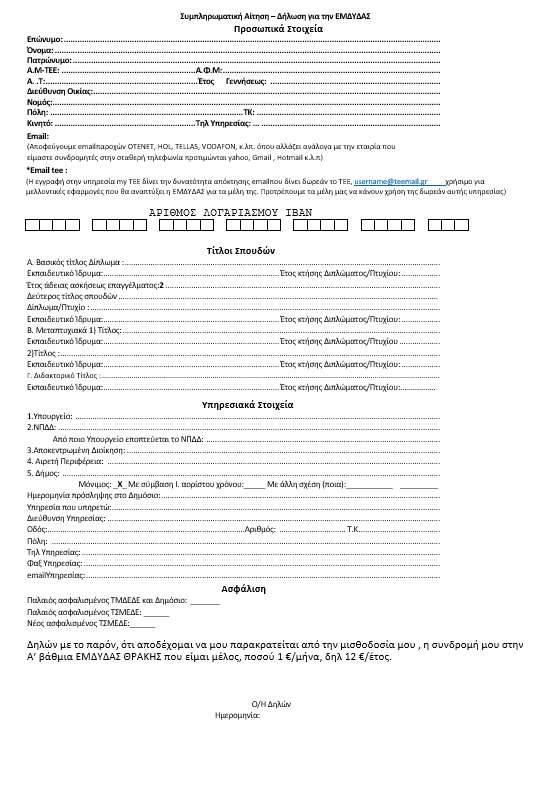 Συμπληρωματική Αίτηση – Δήλωση για την ΕΜΔΥΔΑΣ
Προσωπικά Στοιχεία
Επώνυμο:
Όνομα:
Πατρώνυμο:
Α.Μ-ΤΕΕ: Α.Φ.Μ:
Α. .Τ: Έτος Γεννήσεως:
Διεύθυνση Οικίας:
Νομός:
Πόλη: ΤΚ:
Κινητό: Τηλ Υπηρεσίας: ...
Email:
(Αποφεύγουμε emailπαροχών OTENET, HOL, TELLAS, VODAFON, κ.λπ. όπου αλλάζει ανάλογα με την εταιρία που
είμαστε συνδρομητές στην σταθερή τηλεφωνία προτιμώνται yahoo, Gmail , Hotmail κ.λ.π)
*Email tee :
(Η εγγραφή στην υπηρεσία my TEE δίνει την δυνατότητα απόκτησης emailπου δίνει δωρεάν το ΤΕΕ, username@teemail.gr χρήσιμο για
μελλοντικές εφαρμογές που θα αναπτύξει η ΕΜΔΥΔΑΣ για τα μέλη της. Προτρέπουμε τα μέλη μας να κάνουν χρήση της δωρεάν αυτής υπηρεσίας)
ΑΡΙΘΜΟΣ ΛΟΓΑΡΙΑΣΜΟΥ ΙΒΑΝ
Τίτλοι Σπουδών
Α. Βασικός τίτλος Δίπλωμα :
Εκπαιδευτικό Ίδρυμα: Έτος κτήσης Διπλώματος/Πτυχίου:
Έτος άδειας ασκήσεως επαγγέλματος:2
Δεύτερος τίτλος σπουδών
Δίπλωμα/Πτυχίο :
Εκπαιδευτικό Ίδρυμα: Έτος κτήσης Διπλώματος/Πτυχίου:
Β. Μεταπτυχιακά 1) Τίτλος:
Εκπαιδευτικό Ίδρυμα: Έτος κτήσης Διπλώματος/Πτυχίου
2)Τίτλος :
Εκπαιδευτικό Ίδρυμα: Έτος κτήσης Διπλώματος/Πτυχίου:
Γ. Διδακτορικό Τίτλος :
Εκπαιδευτικό Ίδρυμα: Έτος κτήσης Διπλώματος/Πτυχίου:
Υπηρεσιακά Στοιχεία
1.Υπουργείο:
2.ΝΠΔΔ:
Από ποιο Υπουργείο εποπτεύεται το ΝΠΔΔ:
3.Αποκεντρωμένη Διοίκηση:
4. Αιρετή Περιφέρεια:
5. Δήμος:
Μόνιμος: _Χ_ Με σύμβαση Ι. αορίστου χρόνου:_____ Με άλλη σχέση (ποια):___________ _________
Ημερομηνία πρόσληψης στο Δημόσιο:
Υπηρεσία που υπηρετώ:
Διεύθυνση Υπηρεσίας:
Οδός: Αριθμός: Τ.Κ
Πόλη:
Τηλ Υπηρεσίας:
Φαξ Υπηρεσίας:
emailΥπηρεσίας:
Ασφάλιση
Παλαιός ασφαλισμένος ΤΜΔΕΔΕ και Δημόσιο: _______
Παλαιός ασφαλισμένος ΤΣΜΕΔΕ: ______
Νέος ασφαλισμένος ΤΣΜΕΔΕ:______
Δηλών με το παρόν, ότι αποδέχομαι να μου παρακρατείται από την μισθοδοσία μου , η συνδρομή μου στην
Α’ βάθμια ΕΜΔΥΔΑΣ ΘΡΑΚΗΣ που είμαι μέλος, ποσού 1 €/μήνα, δηλ 12 €/έτος.
Ο/Η Δηλών
Ημερομηνία: